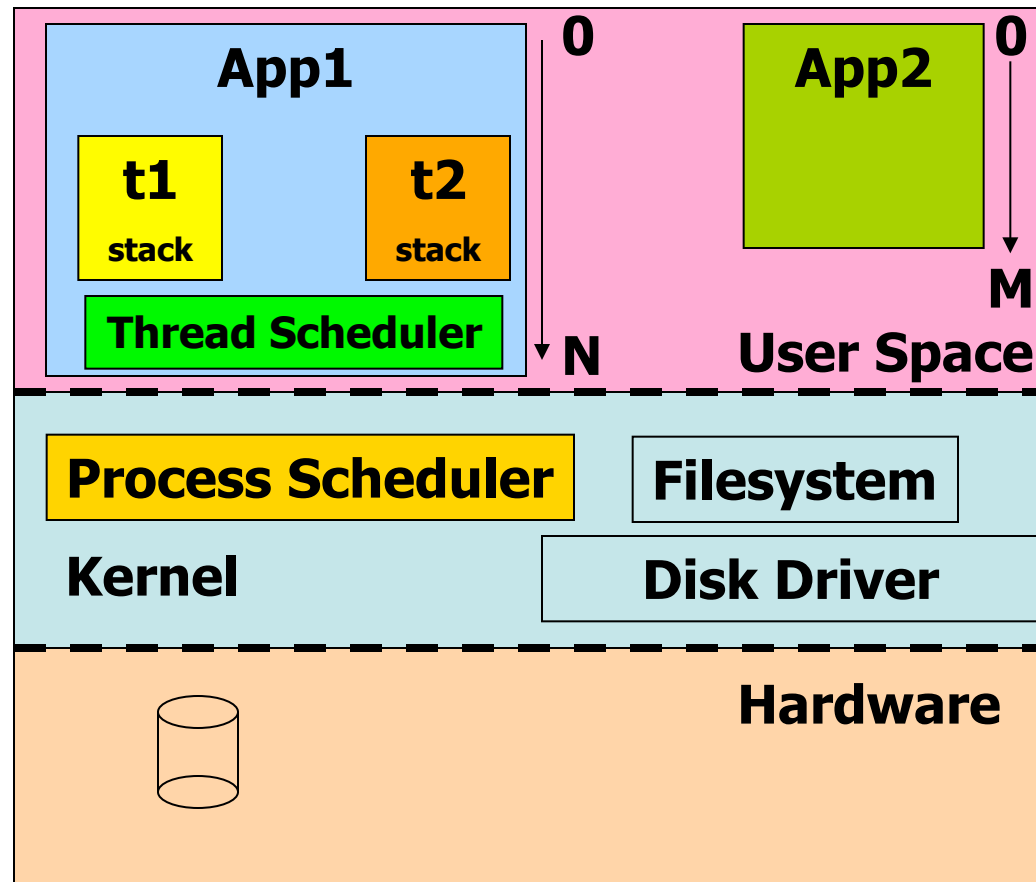 App1
0
App2
0
t1
stack
t2
stack
Thread Scheduler
N
M
User Space
Process Scheduler
Filesystem
Kernel
Disk Driver
Hardware